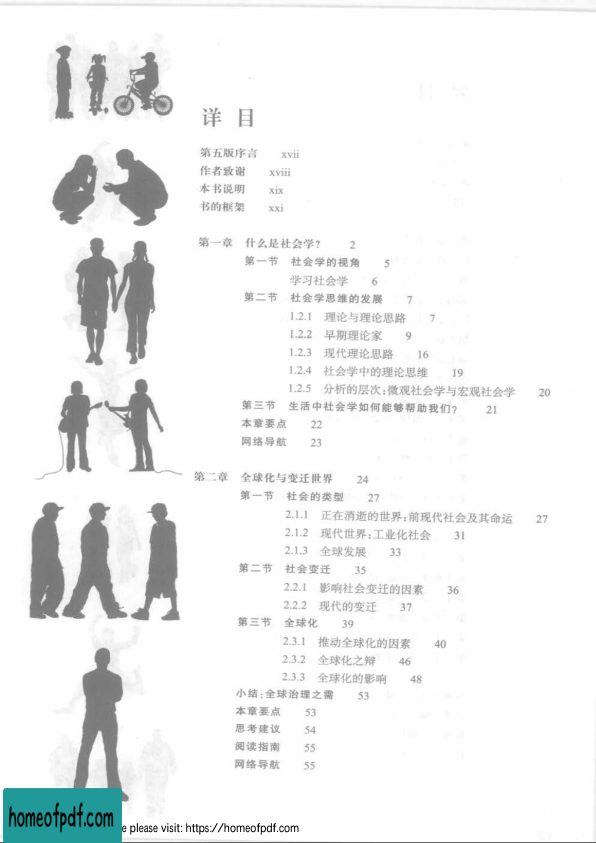 详 目
第五版序言 xvii
作者致谢 xviii
本书说明 xix
书的框架 xxi
第一章 什么是社会学? 2
第一节 社会学的视角 5
学习社会学 6
第二节 社会学思维的发展 7
1.2.1 理论与理论思路 7
1.2.2 早期理论家 9
1.2.3 现代理论思路 16
1.2.4 社会学中的理论思维 19
1.2.5 分析的层次:微观社会学与宏观社会学 20
第三节 生活中社会学如何能够帮助我们? 21
本章要点 22
网络导航 23
第二章 全球化与变迁世界 24
第一节 社会的类型 27
2.1.1 正在消逝的世界:前现代社会及其命运 27
2.1.2 现代世界:工业化社会 31
2.1.3 全球发展 33
第二节 社会变迁 35
2.2.1 影响社会变迁的因素 36
2.2.2 现代的变迁 37
第三节 全球化 39
2.3.1 推动全球化的因素 40
2.3.2 全球化之辩 46
2.3.3 全球化的影响 48
小结:全球治理之需 53
本章要点 53
思考建议 54
阅读指南 55
网络导航 55
homeofpdf.com
e please visit: https://homeofpdf.com